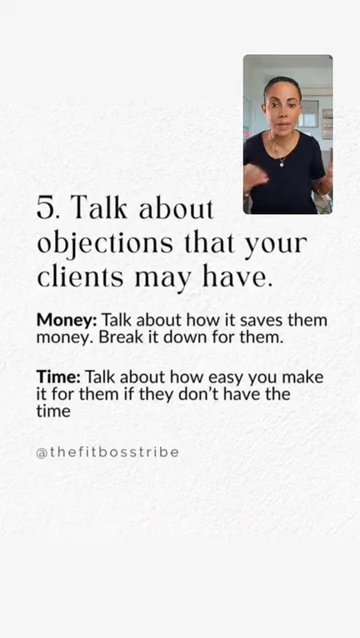 5. Talk about
objections that your
clients may have.
Money: Talk about how it saves them
money. Break it down for them.
Time: Talk about how easy you make
it for them if they don't have the
time
@thefitbosstribe